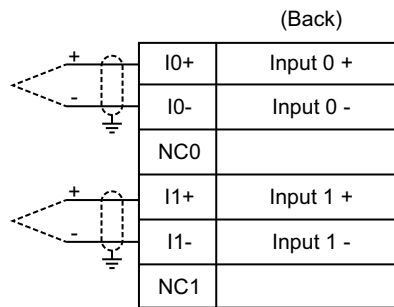 (Back)
+ I0+ Input 0 +
- I0- Input 0 -
NC0
+ I1+ Input 1 +
- I1- Input 1 -
NC1